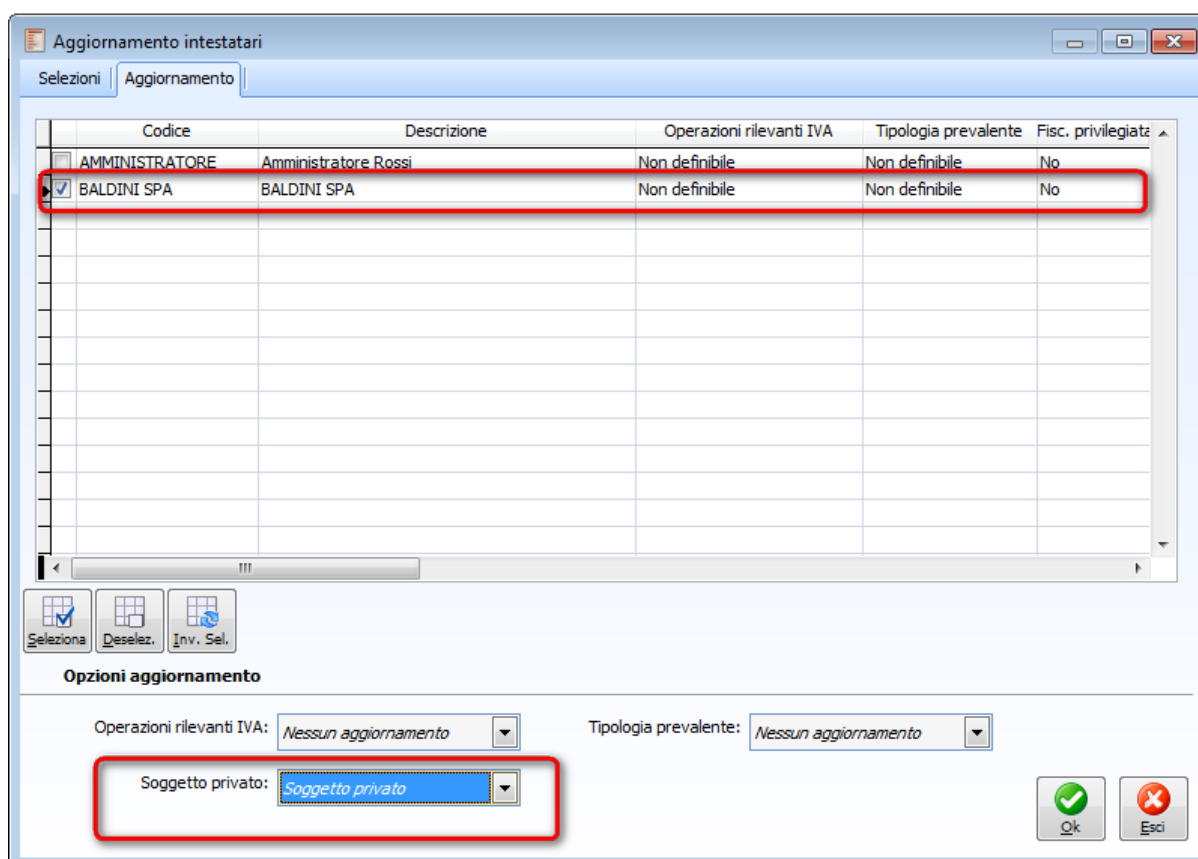 Aggiornamento intestatari
Selezioni Aggiornamento
Codice Descrizione Operazioni rilevanti IVA Tipologia prevalente Fisc. privilegiata
AMMINISTRATORE Amministratore Rossi Non definibile Non definibile No
BALDINI SPA BALDINI SPA Non definibile Non definibile No
Seleziona Deselez. Inv. Sel.
Opzioni aggiornamento
Operazioni rilevanti IVA: Nessun aggiornamento Tipologia prevalente: Nessun aggiornamento
Soggetto privato: Soggetto privato
Ok Esci